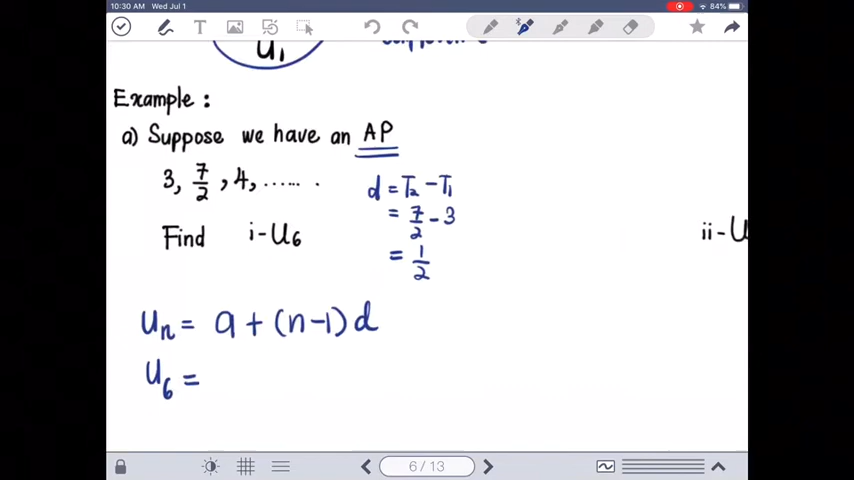 10:30 AM Wed Jul 1
84%
U₁
Example :
a) Suppose we have an AP
3, 7/2, 4, ...... .
d = T₂ - T₁
= 7/2 - 3
= 1/2
Find i - U₆
ii - U
Uₙ = a + (n-1) d
U₆ =
6 / 13